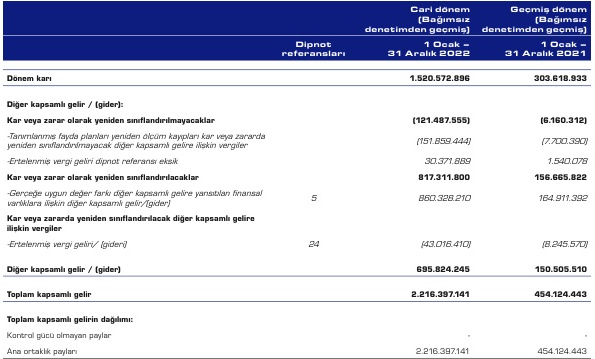 Cari dönem Geçmiş dönem
(Bağımsız (Bağımsız
denetimden geçmiş) denetimden geçmiş)
Dipnot 1 Ocak – 1 Ocak –
referansları 31 Aralık 2022 31 Aralık 2021
Dönem karı 1.520.572.896 303.618.933
Diğer kapsamlı gelir / (gider):
Kar veya zarar olarak yeniden sınıflandırılmayacaklar (121.487.555) (6.160.312)
-Tanımlanmış fayda planları yeniden ölçüm kayıpları kar veya zararda
yeniden sınıflandırılmayacak diğer kapsamlı gelire ilişkin vergiler (151.859.444) (7.700.390)
-Ertelenmiş vergi geliri dipnot referansı eksik 30.371.889 1.540.078
Kar veya zarar olarak yeniden sınıflandırılacaklar 817.311.800 156.665.822
-Gerçeğe uygun değer farkı diğer kapsamlı gelire yansıtılan finansal
varlıklara ilişkin diğer kapsamlı gelir/(gider) 5 860.328.210 164.911.392
Kar veya zararda yeniden sınıflandırılacak diğer kapsamlı gelire
ilişkin vergiler
-Ertelenmiş vergi geliri/ (gideri) 24 (43.016.410) (8.245.570)
Diğer kapsamlı gelir / (gider) 695.824.245 150.505.510
Toplam kapsamlı gelir 2.216.397.141 454.124.443
Toplam kapsamlı gelirin dağılımı:
Kontrol gücü olmayan paylar - -
Ana ortaklık payları 2.216.397.141 454.124.443